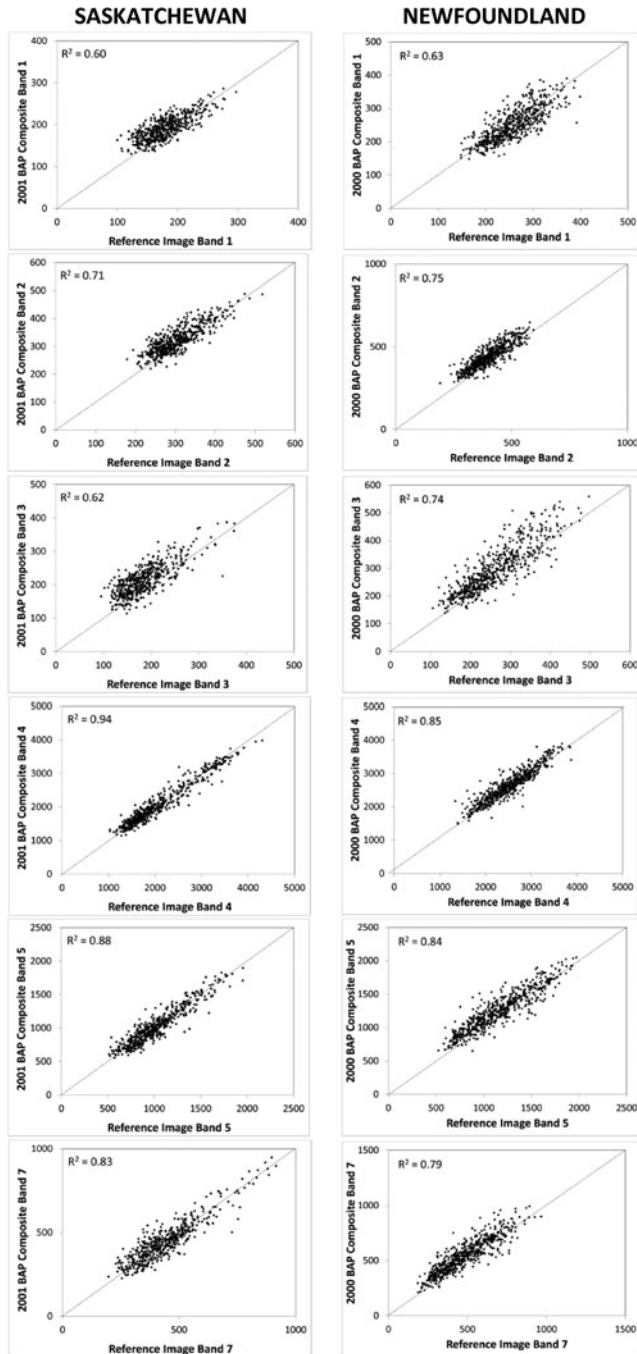 SASKATCHEWAN
NEWFOUNDLAND
400
300
200
100
0
0 100 200 300 400
R² = 0.60
2001 BAP Composite Band 1
Reference Image Band 1
500
400
300
200
100
0
0 100 200 300 400 500
R² = 0.63
2000 BAP Composite Band 1
Reference Image Band 1
600
500
400
300
200
100
0
0 100 200 300 400 500 600
R² = 0.71
2001 BAP Composite Band 2
Reference Image Band 2
1000
500
0
0 500 1000
R² = 0.75
2000 BAP Composite Band 2
Reference Image Band 2
500
400
300
200
100
0
0 100 200 300 400 500
R² = 0.62
2001 BAP Composite Band 3
Reference Image Band 3
600
500
400
300
200
100
0
0 100 200 300 400 500 600
R² = 0.74
2000 BAP Composite Band 3
Reference Image Band 3
5000
4000
3000
2000
1000
0
0 1000 2000 3000 4000 5000
R² = 0.94
2001 BAP Composite Band 4
Reference Image Band 4
5000
4000
3000
2000
1000
0
0 1000 2000 3000 4000 5000
R² = 0.85
2000 BAP Composite Band 4
Reference Image Band 4
2500
2000
1500
1000
500
0
0 500 1000 1500 2000 2500
R² = 0.88
2001 BAP Composite Band 5
Reference Image Band 5
2500
2000
1500
1000
500
0
0 500 1000 1500 2000 2500
R² = 0.84
2000 BAP Composite Band 5
Reference Image Band 5
1000
500
0
0 500 1000
R² = 0.83
2001 BAP Composite Band 7
Reference Image Band 7
1500
1000
500
0
0 500 1000 1500
R² = 0.79
2000 BAP Composite Band 7
Reference Image Band 7